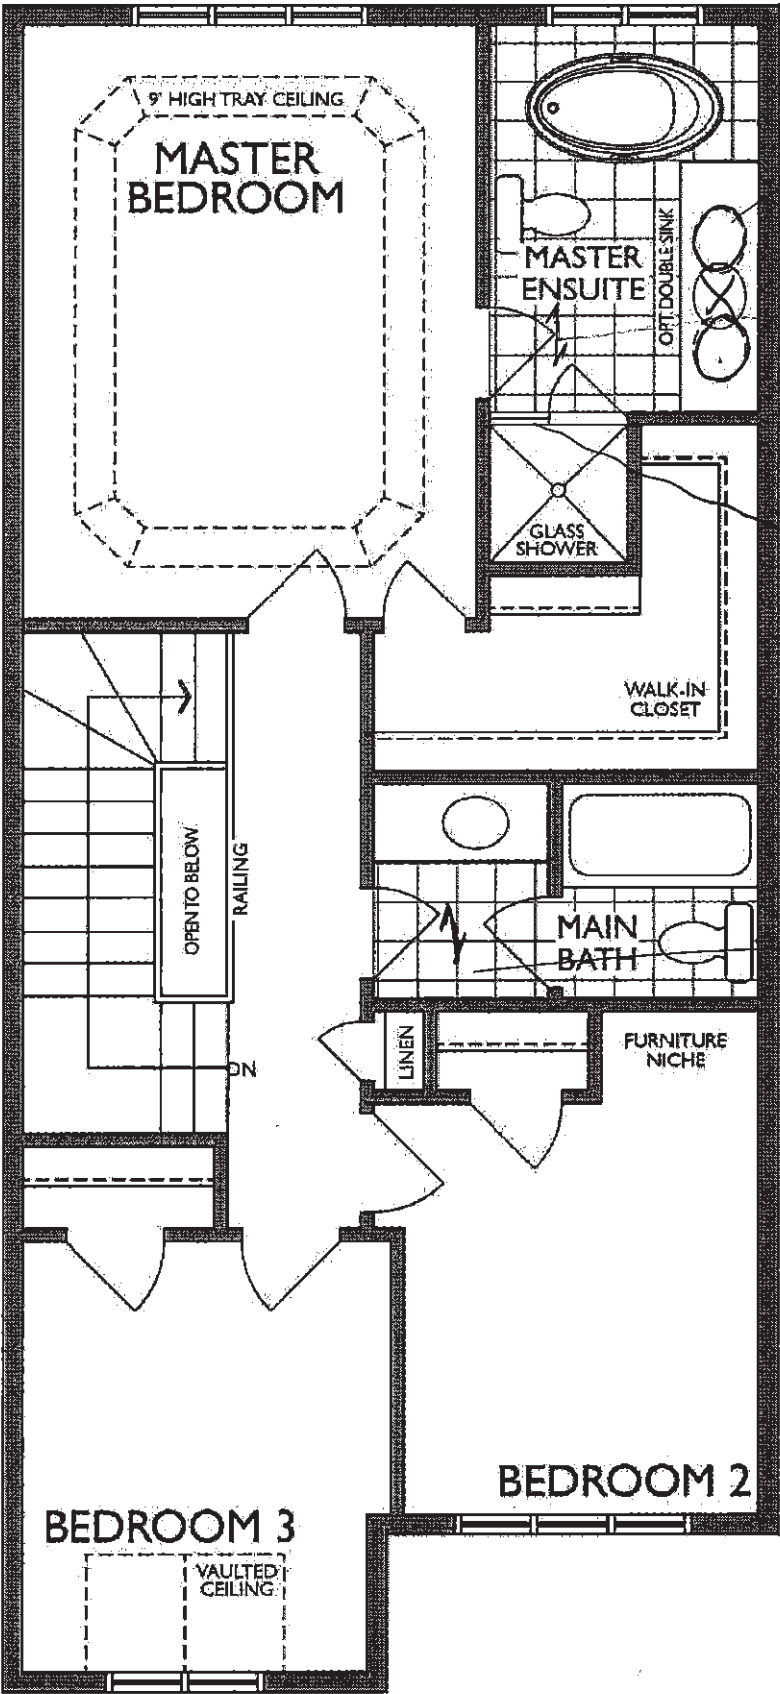 9' HIGH TRAY CEILING
MASTER
BEDROOM
MASTER
ENSUITE
OPT. DOUBLE SINK
GLASS
SHOWER
WALK-IN
CLOSET
OPEN TO BELOW
RAILING
MAIN
BATH
DN
LINEN
FURNITURE
NICHE
BEDROOM 2
BEDROOM 3
VAULTED
CEILING